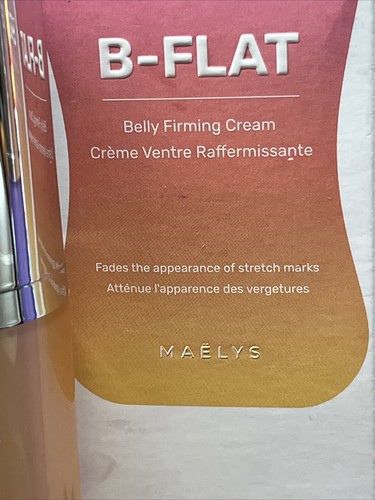 B-FLAT
Belly Firming Cream
Crème Ventre Raffermissante
Fades the appearance of stretch marks
Atténue l'apparence des vergetures
MAËLYS